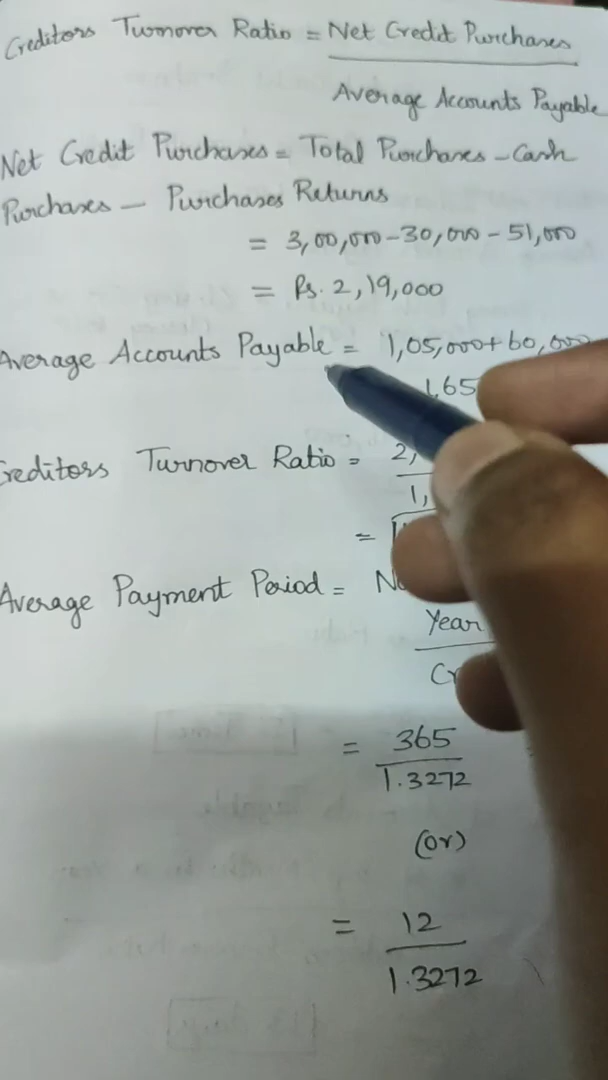 Creditors Turnover Ratio = Net Credit Purchases
Average Accounts Payable
Net Credit Purchases = Total Purchases - Cash
Purchases - Purchases Returns
= 3,00,000 - 30,000 - 51,000
= Rs. 2,19,000
Average Accounts Payable = 1,05,000 + 60,000
1,65
Creditors Turnover Ratio = 2,
1,
=
Average Payment Period =
Year
=
365
1.3272
(or)
=
12
1.3272